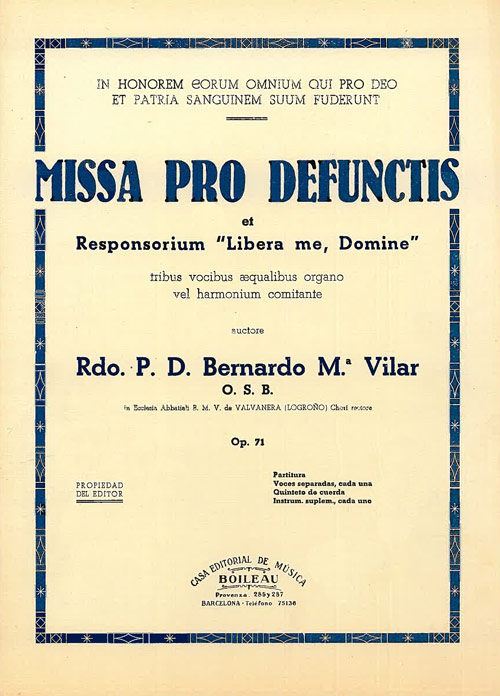 IN HONOREM EORUM OMNIUM QUI PRO DEO
ET PATRIA SANGUINEM SUUM FUDERUNT
MISSA PRO DEFUNCTIS
et
Responsorium "Libera me, Domine"
tribus vocibus æqualibus organo
vel harmonium comitante
auctore
Rdo. P. D. Bernardo M.ª Vilar
O. S. B.
in Ecclesia Abbatiali B. M. V. de VALVANERA (LOGROÑO) Chori rectore
Op. 71
Partitura
Voces separadas, cada una
Quinteto de cuerda
Instrum. suplem., cada uno
PROPIEDAD
DEL EDITOR
CASA EDITORIAL DE MÚSICA
BOILEAU
Provenza, 285 y 287
BARCELONA - Teléfono 75136